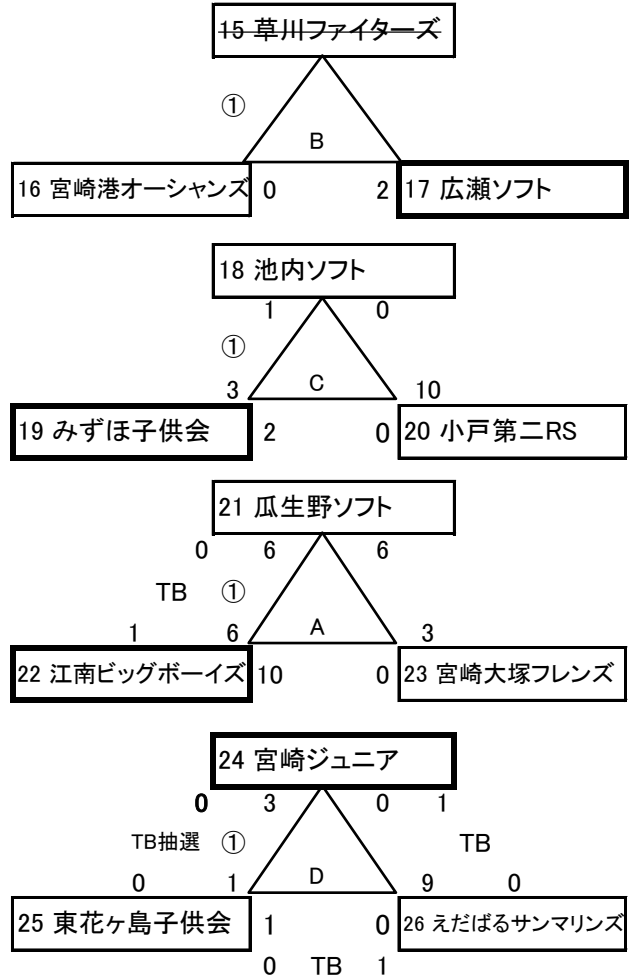 15 草川ファイターズ
①
B
16 宮崎港オーシャンズ 0 2 17 広瀬ソフト
18 池内ソフト
1 0
①
3 C 10
19 みずほ子供会 2 0 20 小戸第二RS
21 瓜生野ソフト
0 6 6
TB ①
1 6 A 3
22 江南ビッグボーイズ 10 0 23 宮崎大塚フレンズ
24 宮崎ジュニア
0 3 0 1
TB抽選 ① TB
0 1 D 9 0
25 東花ヶ島子供会 1 0 26 えだばるサンマリンズ
0 TB 1